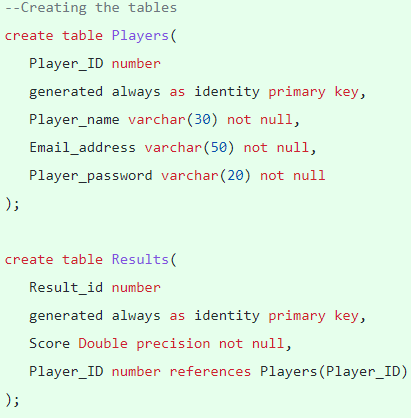 --Creating the tables
create table Players(
Player_ID number
generated always as identity primary key,
Player_name varchar(30) not null,
Email_address varchar(50) not null,
Player_password varchar(20) not null
);
create table Results(
Result_id number
generated always as identity primary key,
Score Double precision not null,
Player_ID number references Players(Player_ID)
);